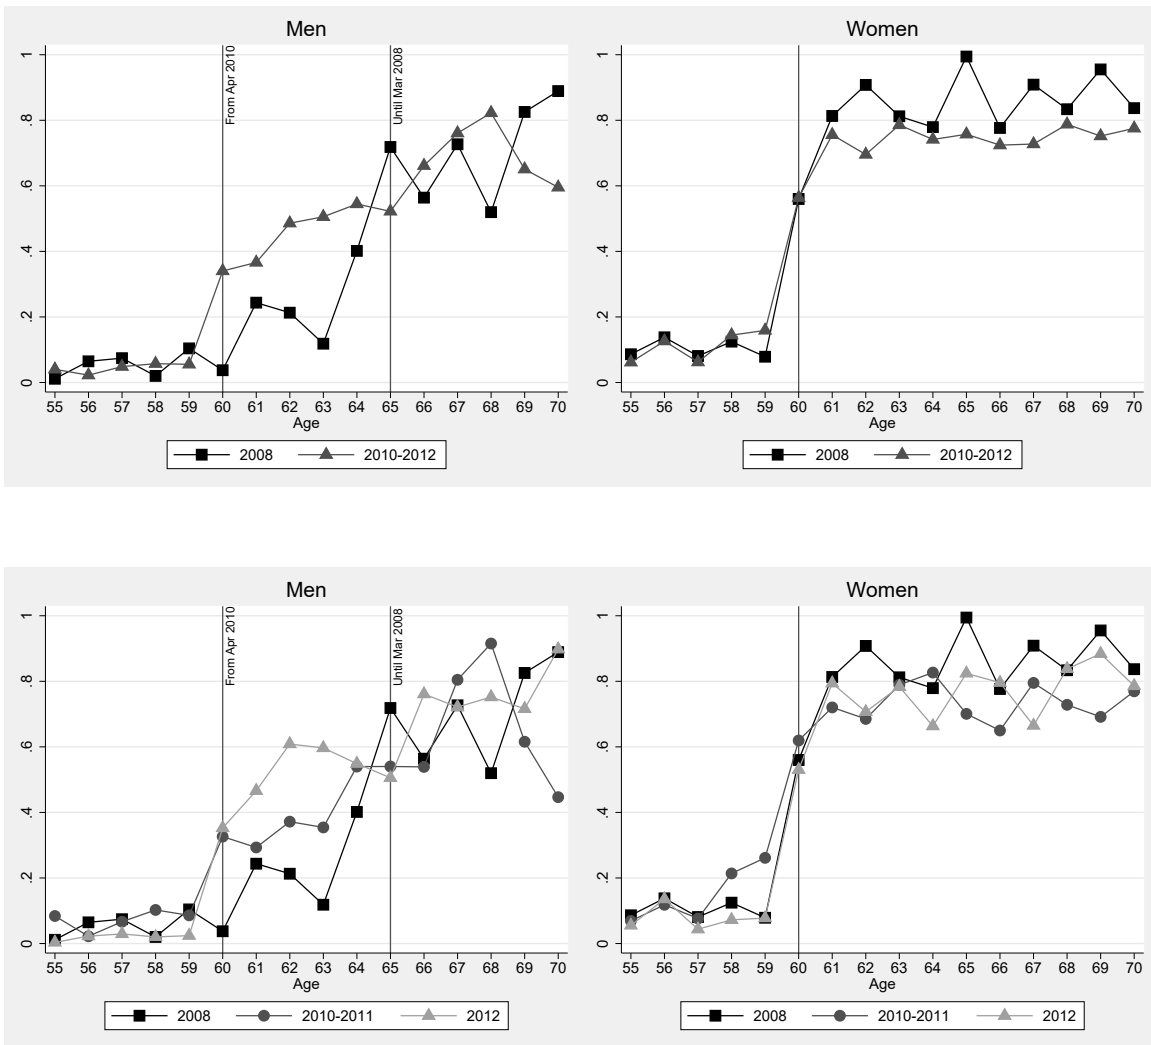 Men
Women
From Apr 2010
Until Mar 2008
0 .2 .4 .6 .8 1
0 .2 .4 .6 .8 1
55 56 57 58 59 60 61 62 63 64 65 66 67 68 69 70
55 56 57 58 59 60 61 62 63 64 65 66 67 68 69 70
Age
Age
2008 2010-2012
2008 2010-2012
Men
Women
From Apr 2010
Until Mar 2008
0 .2 .4 .6 .8 1
0 .2 .4 .6 .8 1
55 56 57 58 59 60 61 62 63 64 65 66 67 68 69 70
55 56 57 58 59 60 61 62 63 64 65 66 67 68 69 70
Age
Age
2008 2010-2011 2012
2008 2010-2011 2012